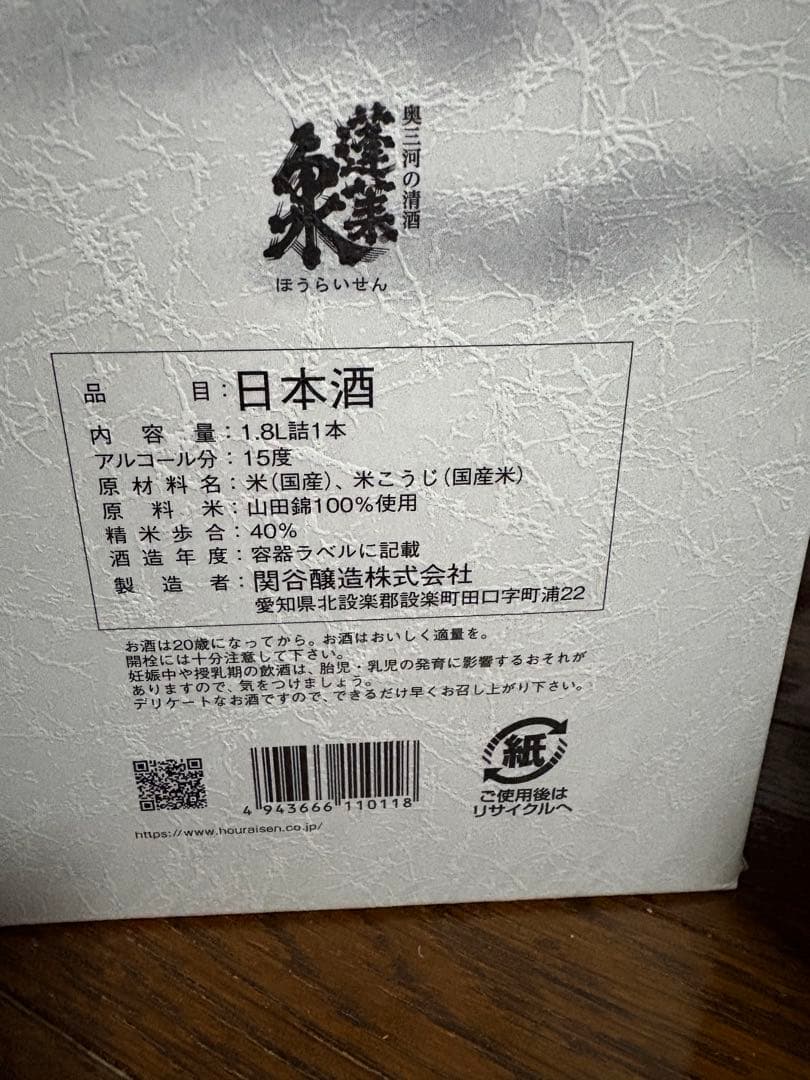 奥三河の清酒
蓬莱泉
ほうらいせん
品目：日本酒
内容量：1.8L詰1本
アルコール分：15度
原材料名：米（国産）、米こうじ（国産米）
原料米：山田錦100%使用
精米歩合：40%
酒造年度：容器ラベルに記載
製造者：関谷醸造株式会社
愛知県北設楽郡設楽町田口字町浦22
お酒は20歳になってから。お酒はおいしく適量を。
開栓には十分注意して下さい。
妊娠中や授乳期の飲酒は、胎児・乳児の発育に影響するおそれが
ありますので、気をつけましょう。
デリケートなお酒ですので、できるだけ早くお召し上がり下さい。
4 943666 110118
https://www.houraisen.co.jp/
紙
ご使用後は
リサイクルへ